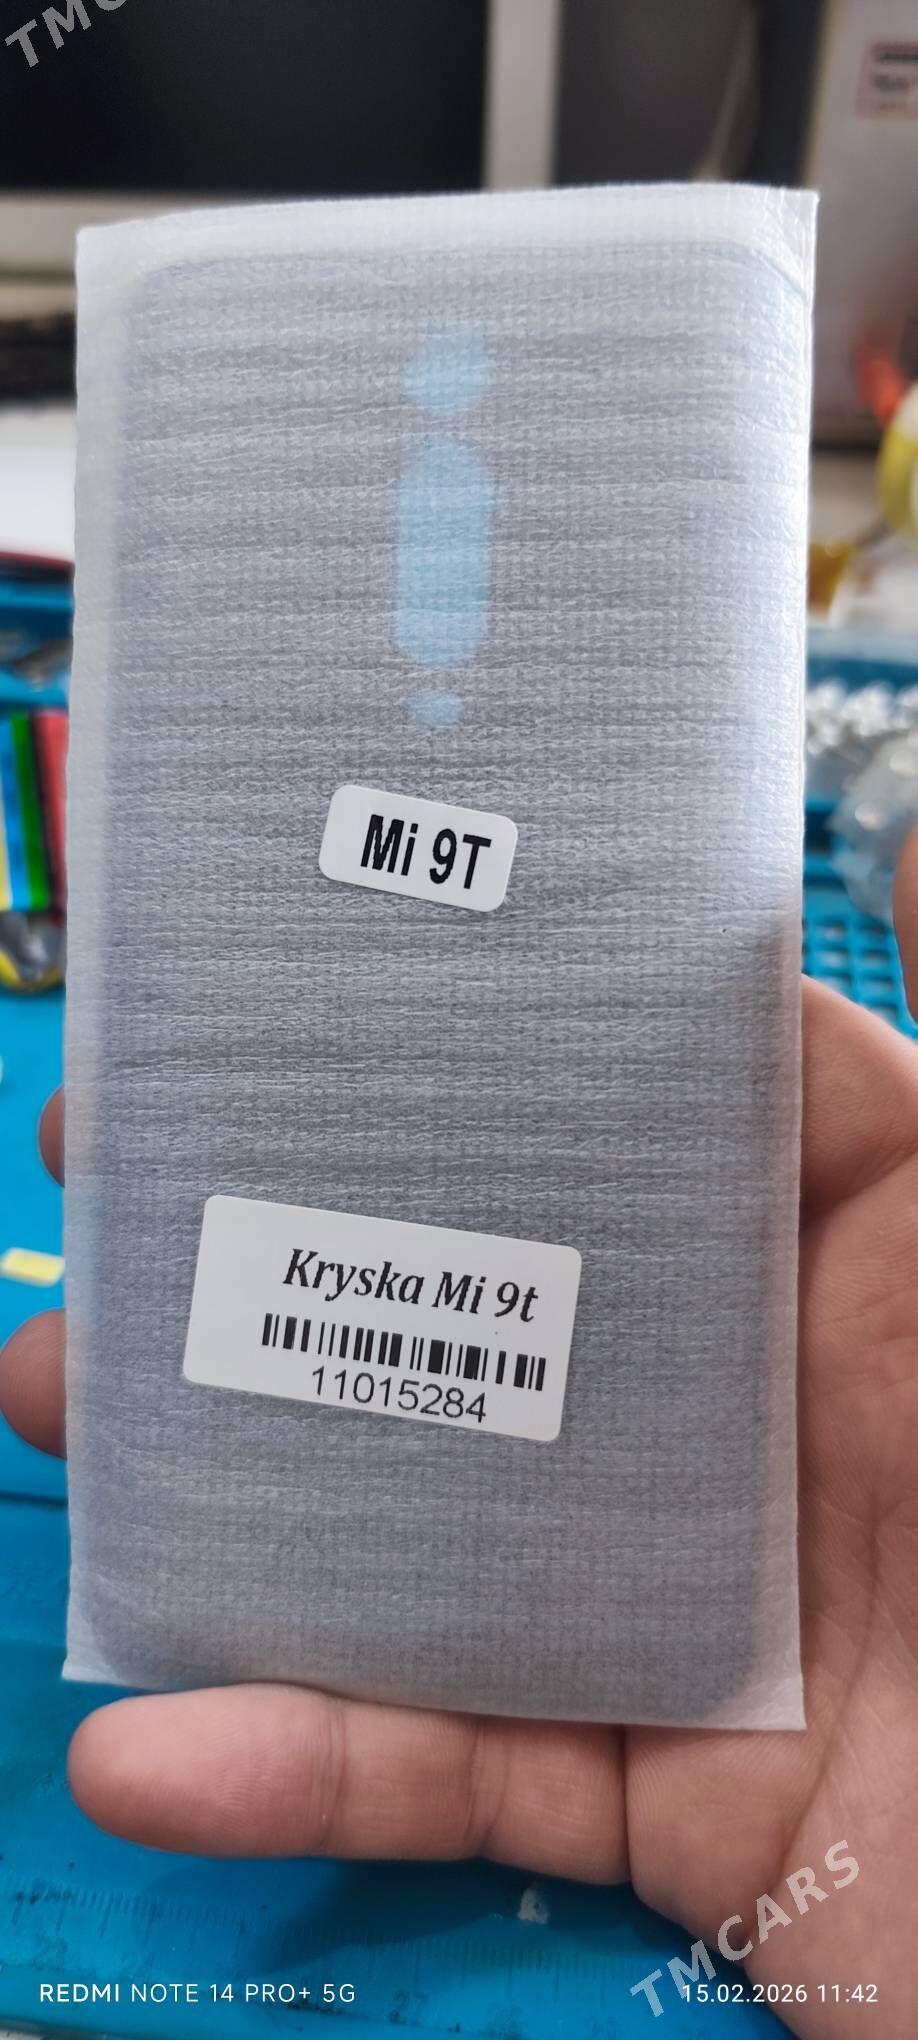 TMC
Mi 9T
Kryska Mi 9t
11015284
TMCARS
REDMI NOTE 14 PRO+ 5G
15.02.2026 11:42